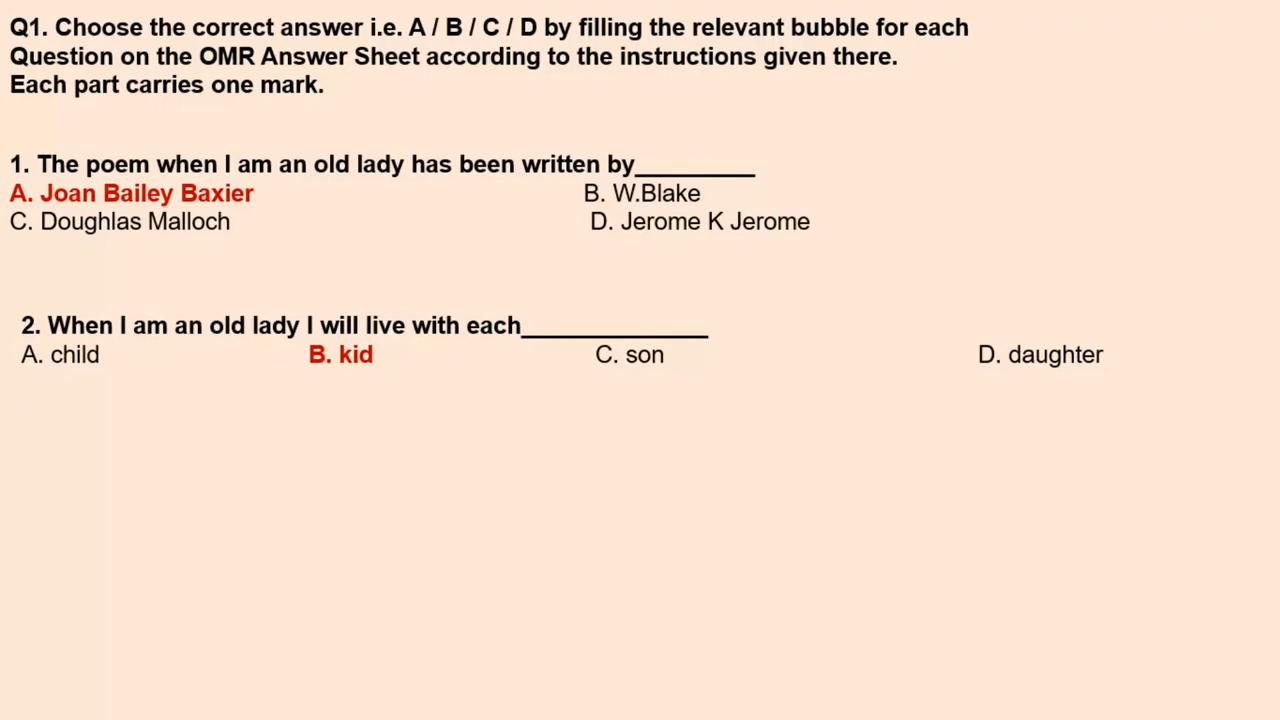 Q1. Choose the correct answer i.e. A / B / C / D by filling the relevant bubble for each
Question on the OMR Answer Sheet according to the instructions given there.
Each part carries one mark.
1. The poem when I am an old lady has been written by_________
A. Joan Bailey Baxier B. W.Blake
C. Doughlas Malloch D. Jerome K Jerome
2. When I am an old lady I will live with each______________
A. child B. kid C. son D. daughter